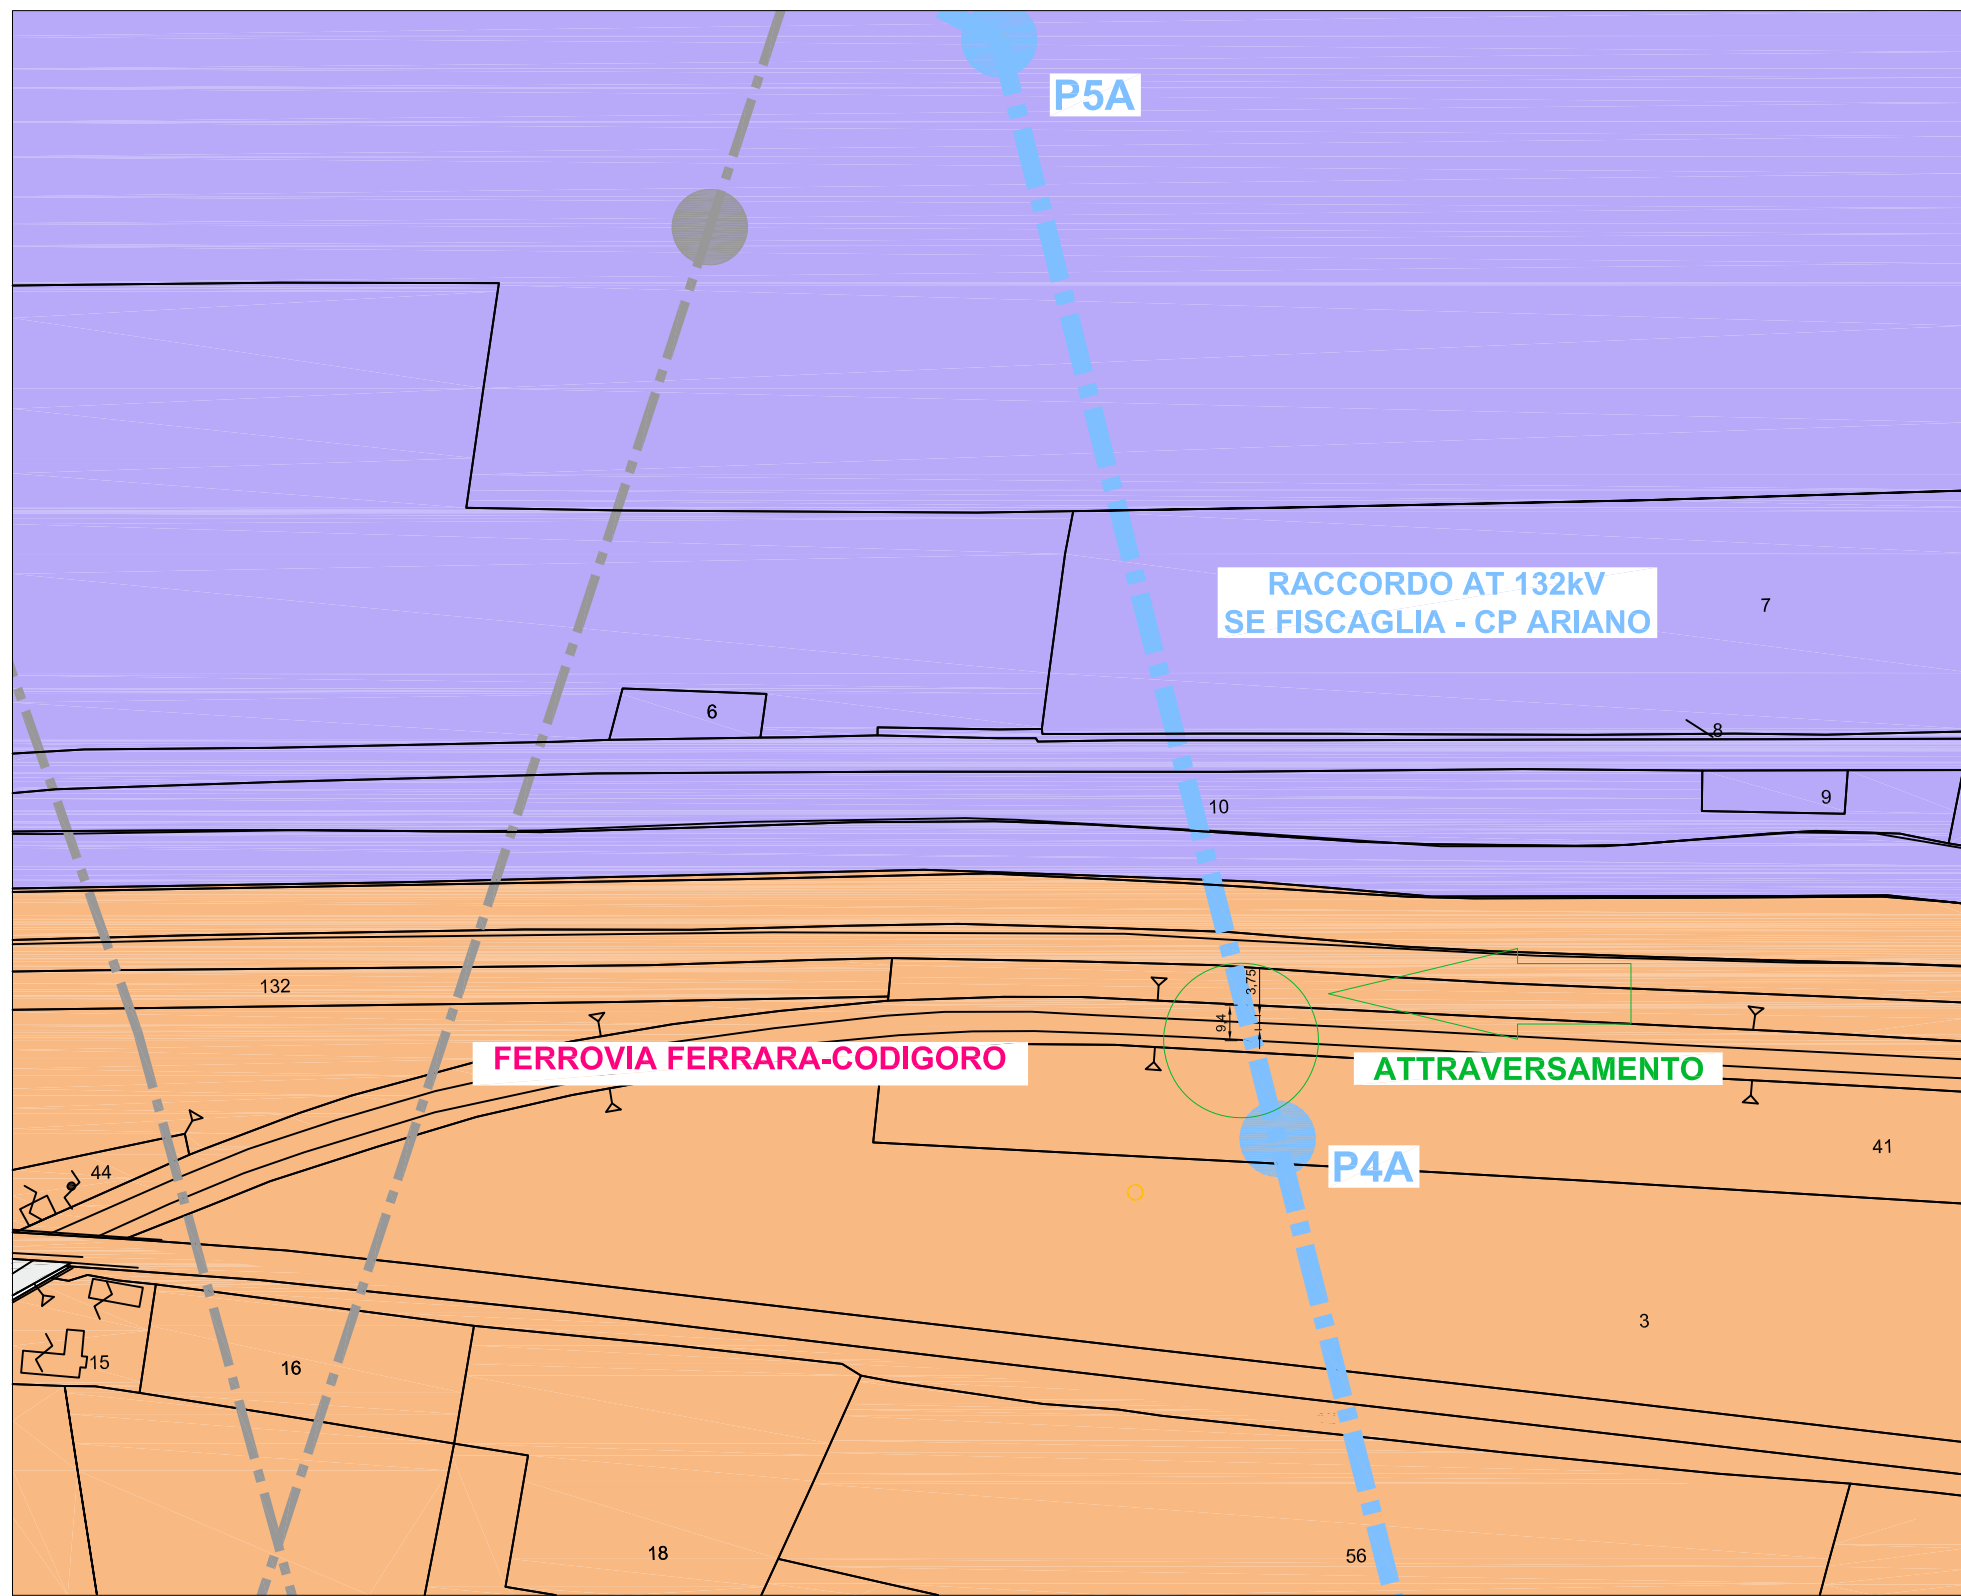 P5A
RACCORDO AT 132kV
SE FISCAGLIA - CP ARIANO
7
6
8
9
10
132
3,75
9,4
FERROVIA FERRARA-CODIGORO
ATTRAVERSAMENTO
41
44
P4A
3
15
16
18
56